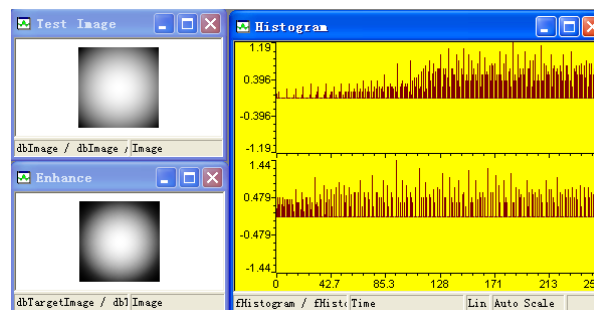 Test Image
dbImage / dbImage / Image
Enhance
dbTargetImage / dbT Image
Histogram
1.19
0.396
-0.396
-1.19
1.44
0.479
-0.479
-1.44
0 42.7 85.3 128 171 213 25
fHistogram / fHist Time Lin Auto Scale